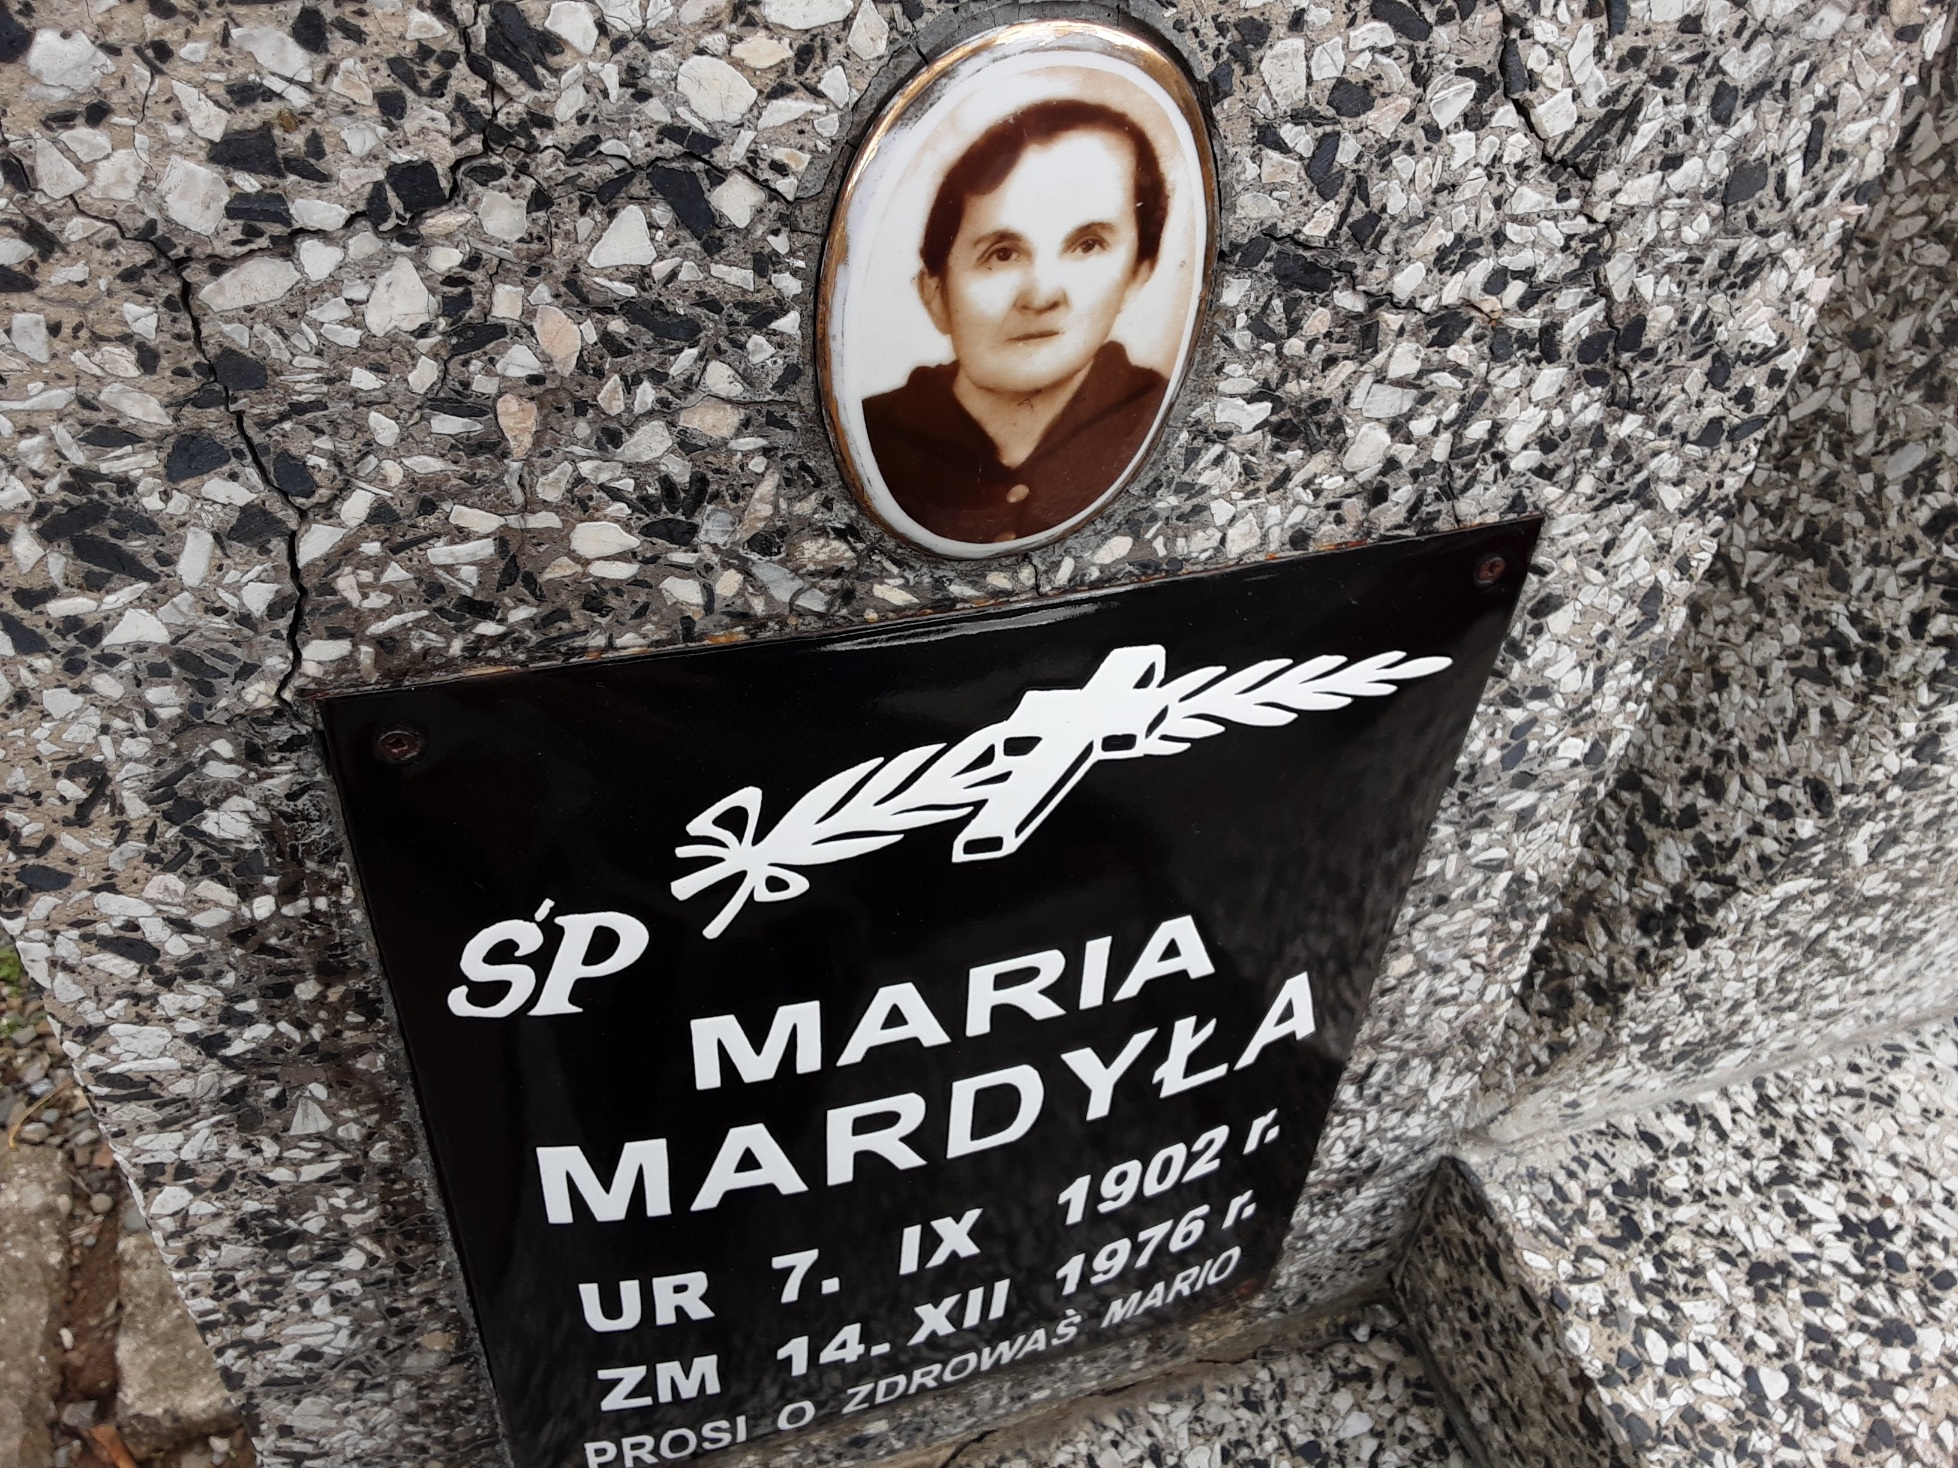 ŚP
MARIA
MARDYŁA
UR 7. IX 1902 r.
ZM 14. XII 1976 r.
PROSI O ZDROWAŚ MARIO